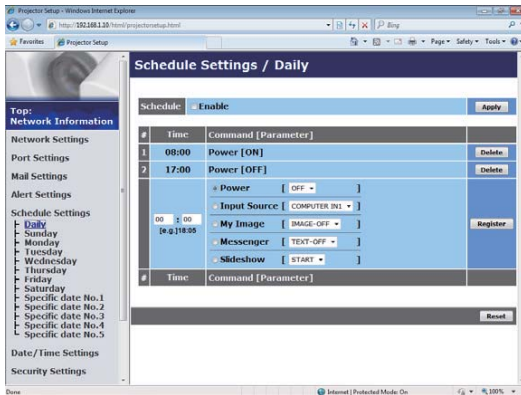 Projector Setup - Windows Internet Explorer
http://192.168.1.10/html/projectorsetup.html
Bing
Favorites Projector Setup
Page Safety Tools
Top:
Network Information
Network Settings
Port Settings
Mail Settings
Alert Settings
Schedule Settings
Daily
Sunday
Monday
Tuesday
Wednesday
Thursday
Friday
Saturday
Specific date No.1
Specific date No.2
Specific date No.3
Specific date No.4
Specific date No.5
Date/Time Settings
Security Settings
Schedule Settings / Daily
Schedule Enable Apply
# Time Command [Parameter]
1 08:00 Power [ON] Delete
2 17:00 Power [OFF] Delete
00 : 00
[e.g.]18:05
Power [ OFF ]
Input Source [ COMPUTER IN1 ]
My Image [ IMAGE-OFF ]
Messenger [ TEXT-OFF ]
Slideshow [ START ]
Register
# Time Command [Parameter]
Reset
Done Internet | Protected Mode: On 100%